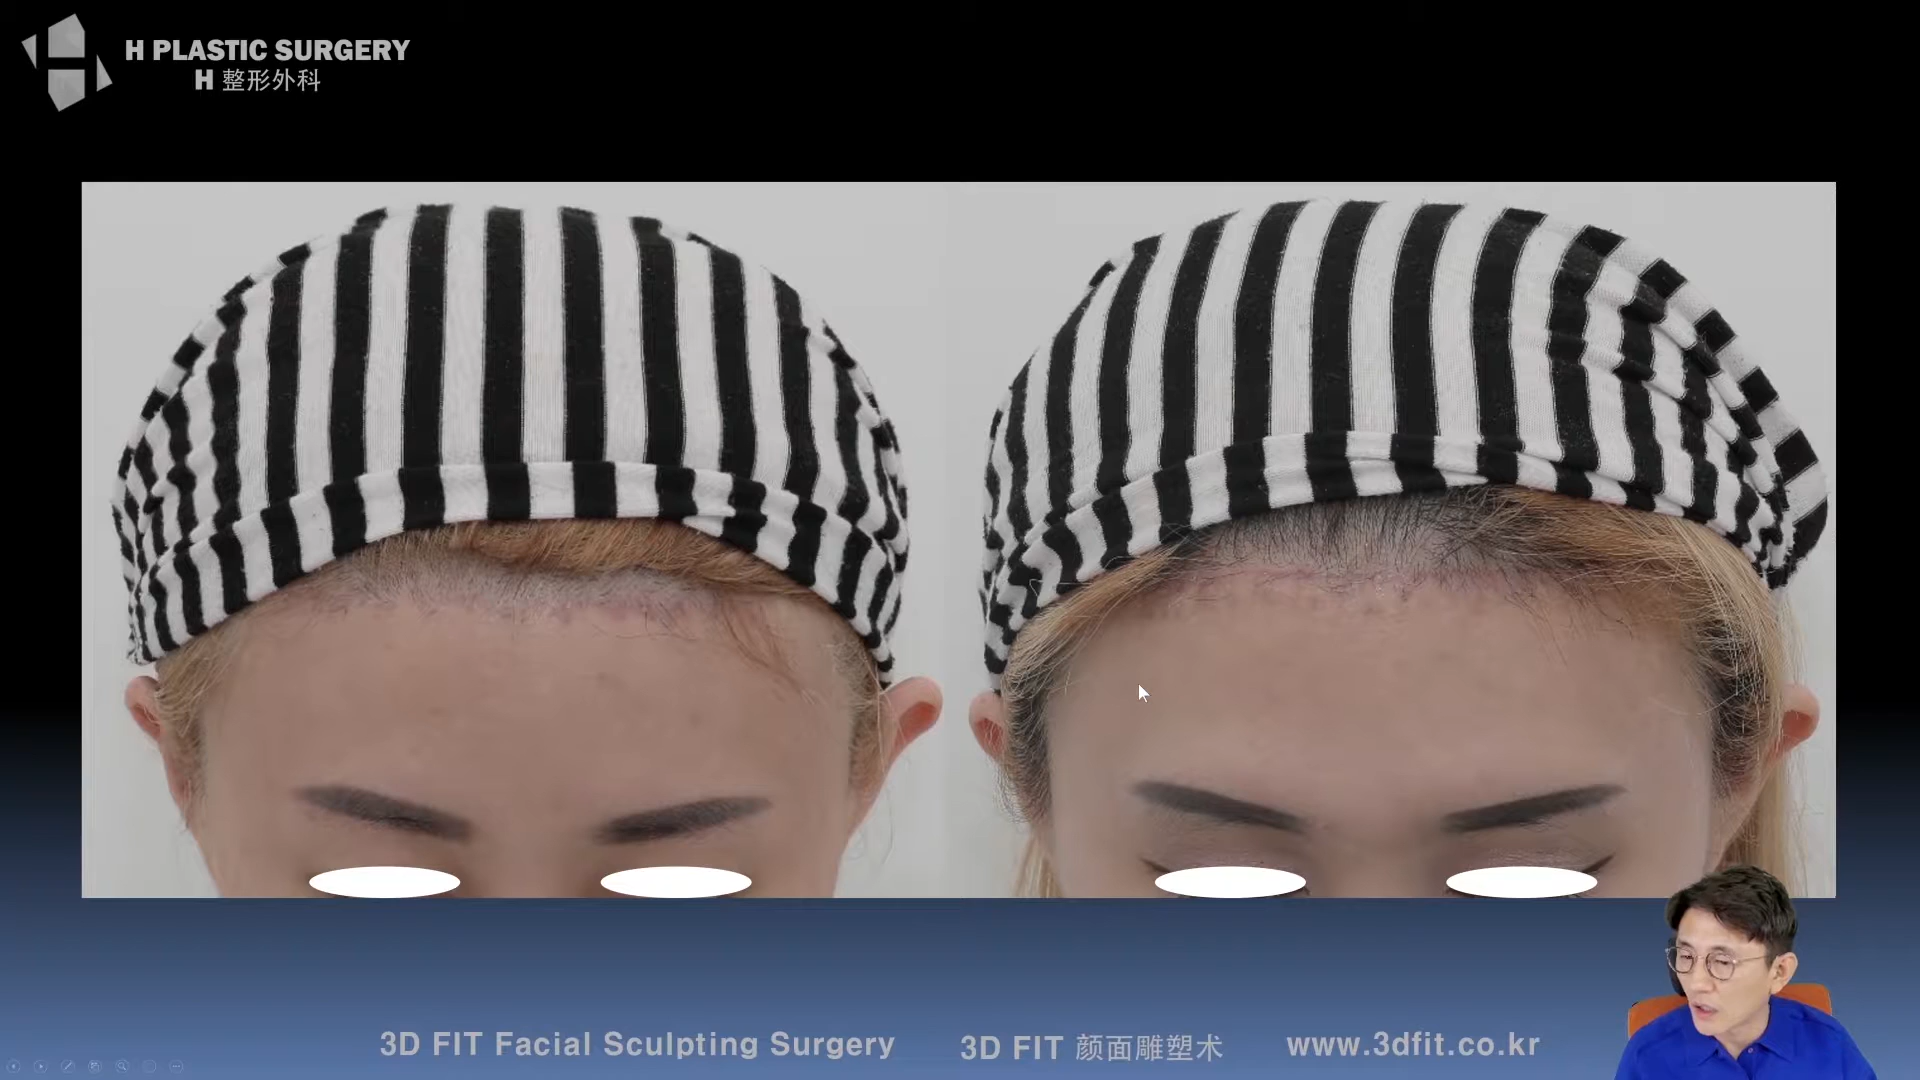 H PLASTIC SURGERY
H 整形外科
3D FIT Facial Sculpting Surgery 3D FIT 颜面雕塑术 www.3dfit.co.kr